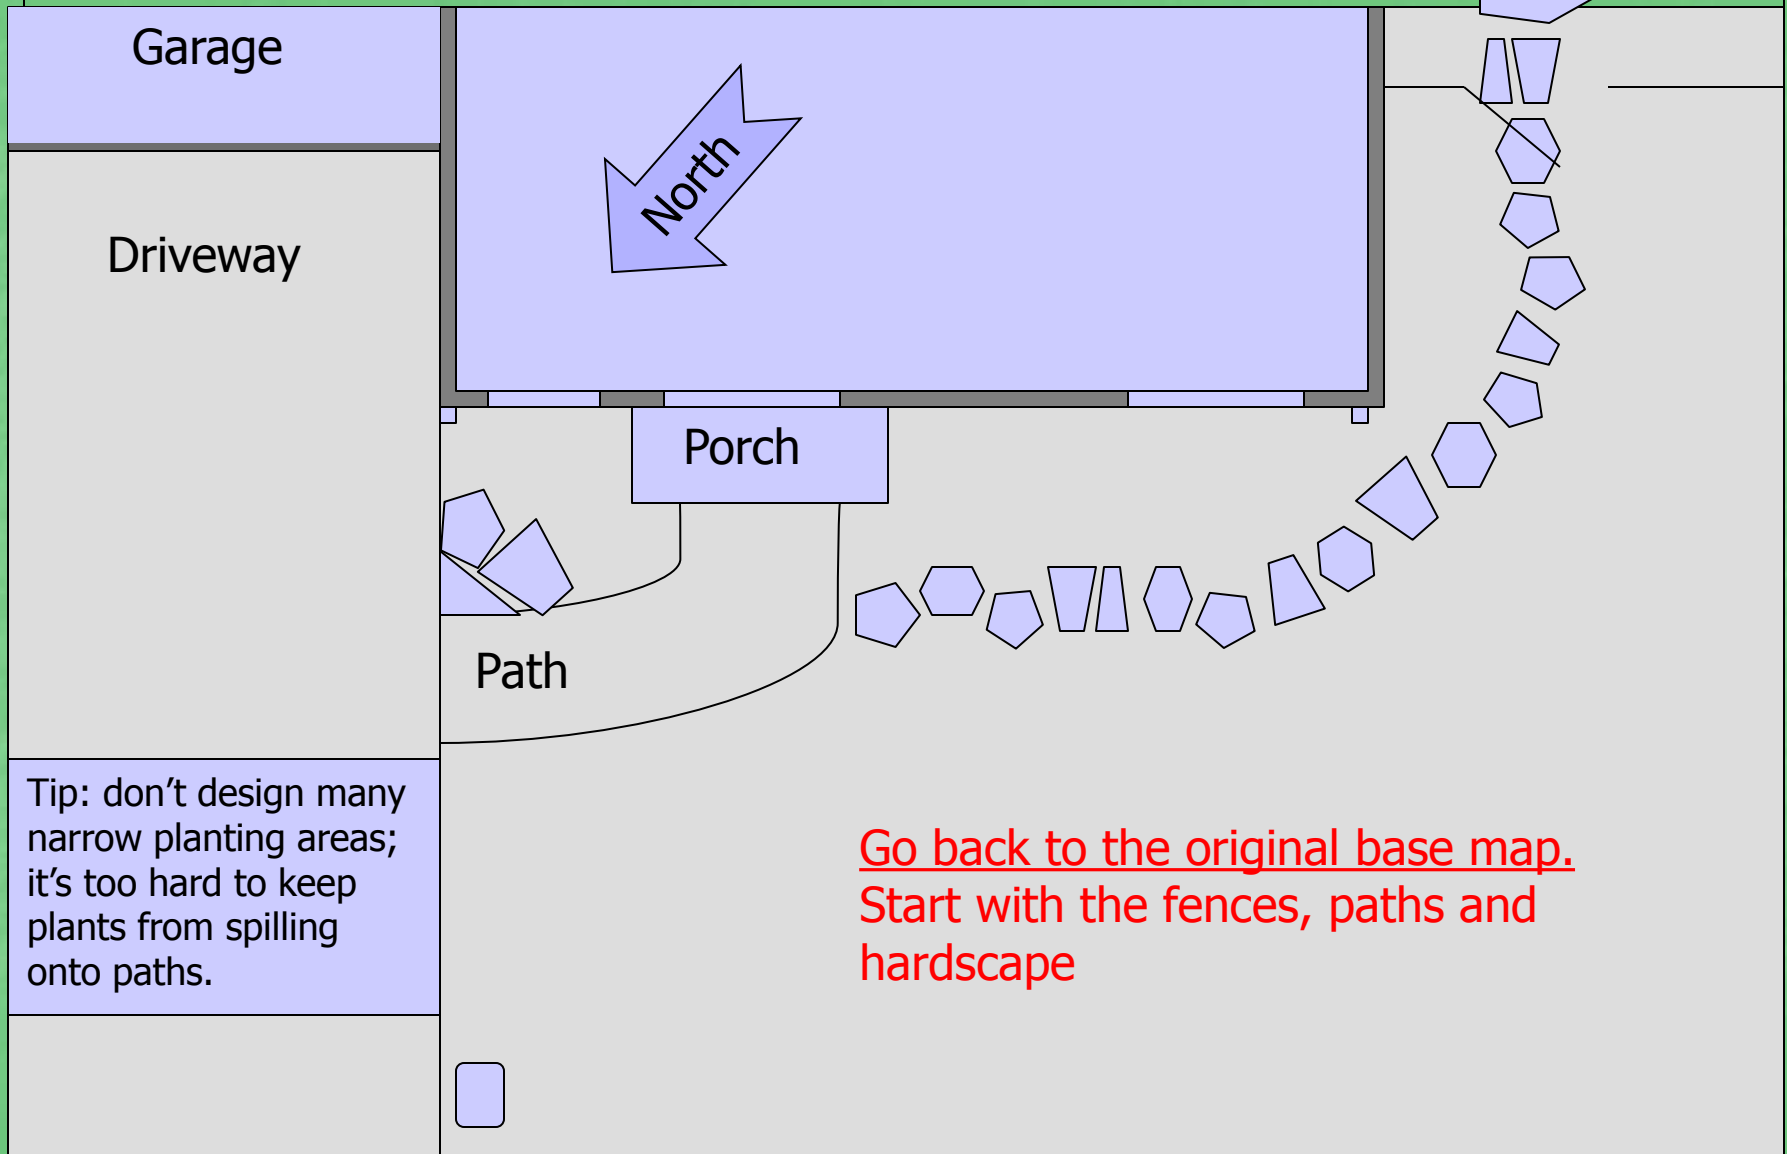 Garage
North
Driveway
Porch
Path
Tip: don’t design many
narrow planting areas;
it’s too hard to keep
plants from spilling
onto paths.
Go back to the original base map.
Start with the fences, paths and
hardscape